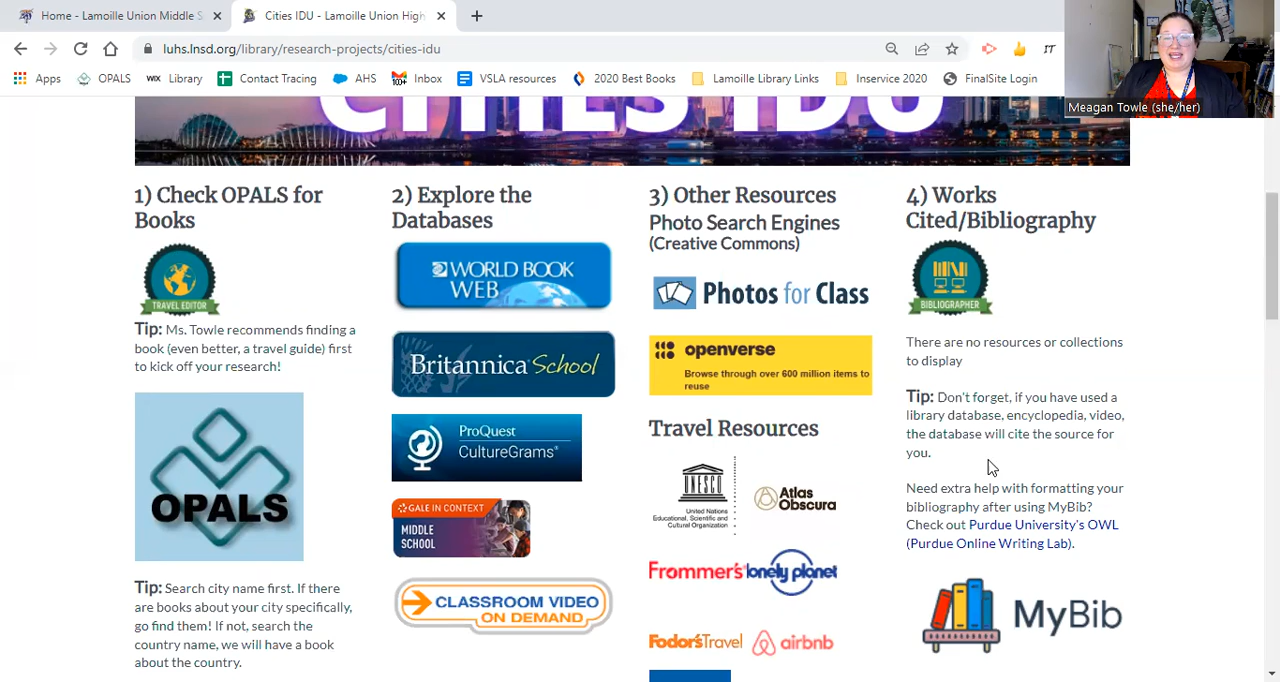 Home - Lamoille Union Middle S
Cities IDU - Lamoille Union High
luhs.lnsd.org/library/research-projects/cities-idu
IT
Apps
OPALS
WIX Library
Contact Tracing
AHS
100+ Inbox
VSLA resources
2020 Best Books
Lamoille Library Links
Inservice 2020
FinalSite Login
Meagan Towle (she/her)
CITIES IDU
1) Check OPALS for
Books
TRAVEL EDITOR
Tip: Ms. Towle recommends finding a
book (even better, a travel guide) first
to kick off your research!
OPALS
Tip: Search city name first. If there
are books about your city specifically,
go find them! If not, search the
country name, we will have a book
about the country.
2) Explore the
Databases
WORLD BOOK
WEB
Britannica School
ProQuest
CultureGrams
GALE IN CONTEXT
MIDDLE
SCHOOL
CLASSROOM VIDEO
ON DEMAND
3) Other Resources
Photo Search Engines
(Creative Commons)
Photos for Class
openverse
Browse through over 600 million items to
reuse
Travel Resources
UNESCO
United Nations
Educational, Scientific and
Cultural Organization
Atlas
Obscura
Frommer's
lonely planet
Fodor'sTravel
airbnb
4) Works
Cited/Bibliography
BIBLIOGRAPHER
There are no resources or collections
to display
Tip: Don't forget, if you have used a
library database, encyclopedia, video,
the database will cite the source for
you.
Need extra help with formatting your
bibliography after using MyBib?
Check out Purdue University's OWL
(Purdue Online Writing Lab).
MyBib